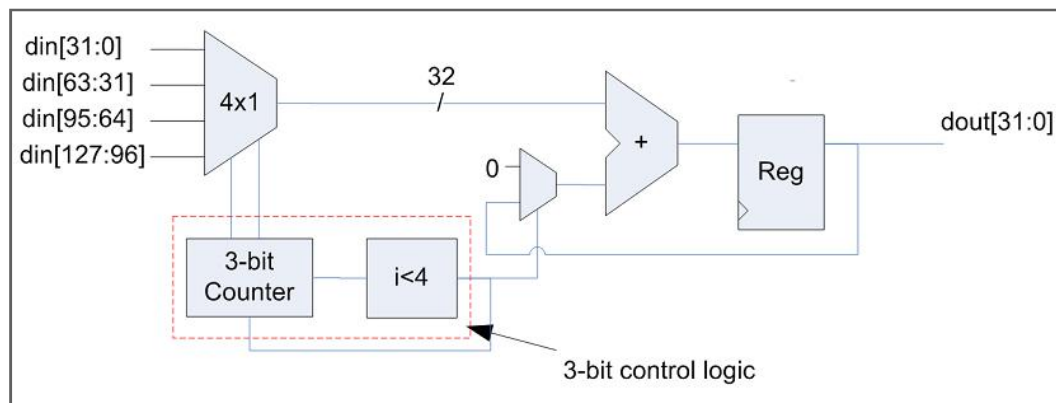 din[31:0]
din[63:31]
din[95:64]
din[127:96]
4x1
32
0
+
Reg
dout[31:0]
3-bit
Counter
i<4
3-bit control logic